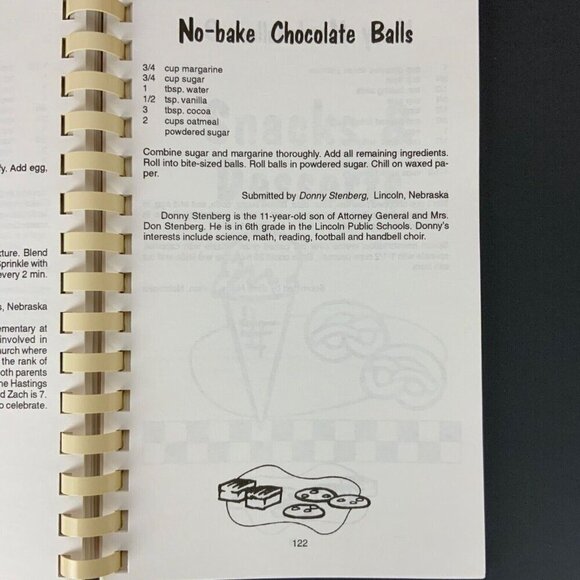 y. Add egg,
xture. Blend
Sprinkle with
every 2 min.
s, Nebraska
ementary at
involved in
hurch where
the rank of
oth parents
he Hastings
d Zach is 7.
o celebrate.
No-bake Chocolate Balls
3/4 cup margarine
3/4 cup sugar
1 tbsp. water
1/2 tsp. vanilla
3 tbsp. cocoa
2 cups oatmeal
powdered sugar
Combine sugar and margarine thoroughly. Add all remaining ingredients.
Roll into bite-sized balls. Roll balls in powdered sugar. Chill on waxed pa-
per.
Submitted by Donny Stenberg, Lincoln, Nebraska
Donny Stenberg is the 11-year-old son of Attorney General and Mrs.
Don Stenberg. He is in 6th grade in the Lincoln Public Schools. Donny's
interests include science, math, reading, football and handbell choir.
122